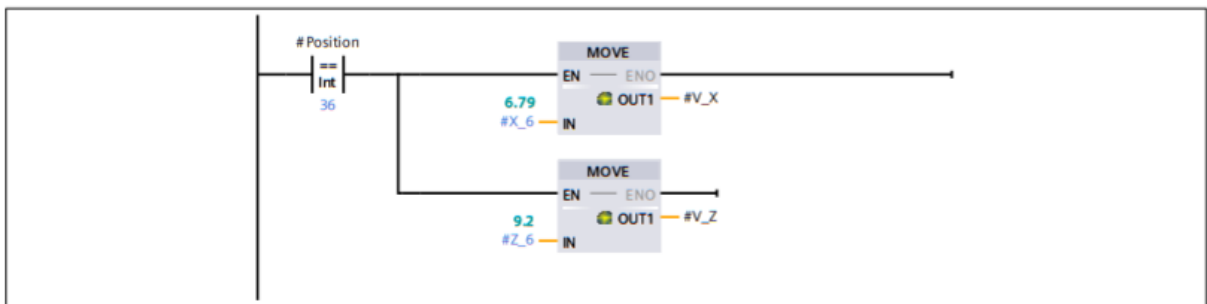 #Position
==
Int
36
MOVE
EN ENO
6.79 OUT1 #V_X
#X_6 IN
MOVE
EN ENO
9.2 OUT1 #V_Z
#Z_6 IN